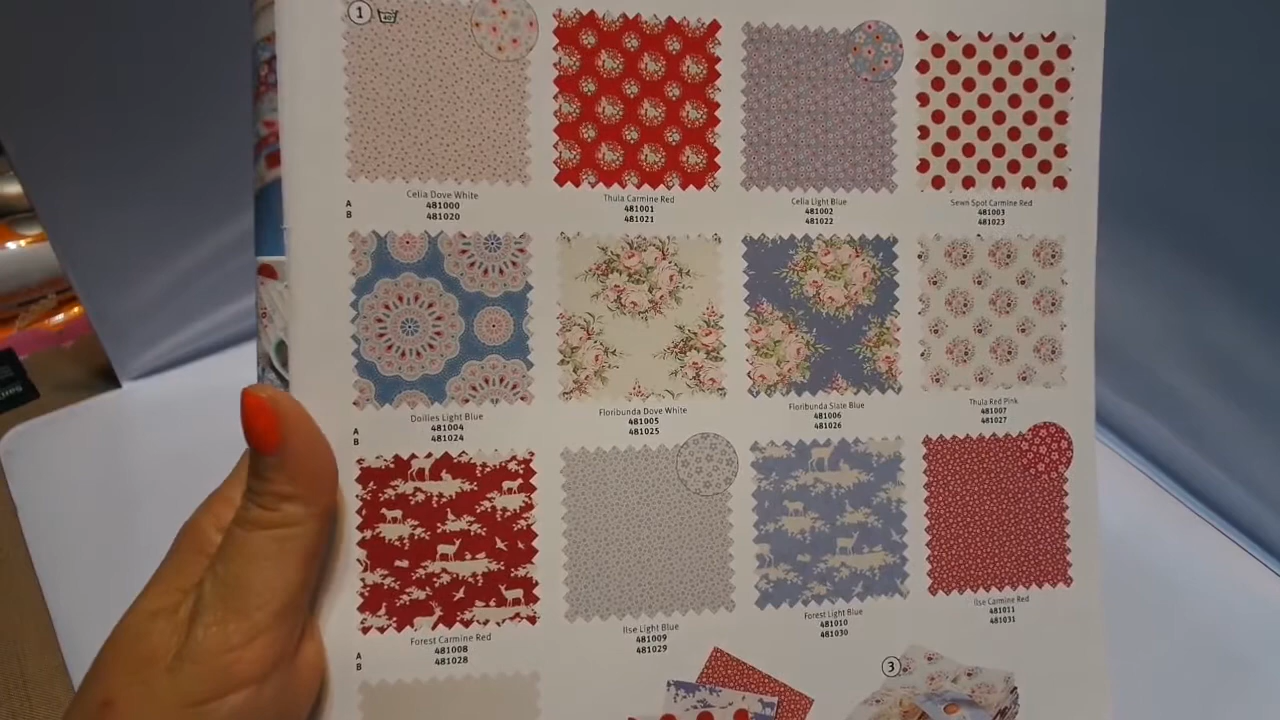 1
40°
Celia Dove White
A 481000
B 481020
Thula Carmine Red
481001
481021
Celia Light Blue
481002
481022
Sewn Spot Carmine Red
481003
481023
Doilies Light Blue
A 481004
B 481024
Floribunda Dove White
481005
481025
Floribunda Slate Blue
481006
481026
Thula Red Pink
481007
481027
Forest Carmine Red
A 481008
B 481028
Ilse Light Blue
481009
481029
Forest Light Blue
481010
481030
Ilse Carmine Red
481011
481031
3